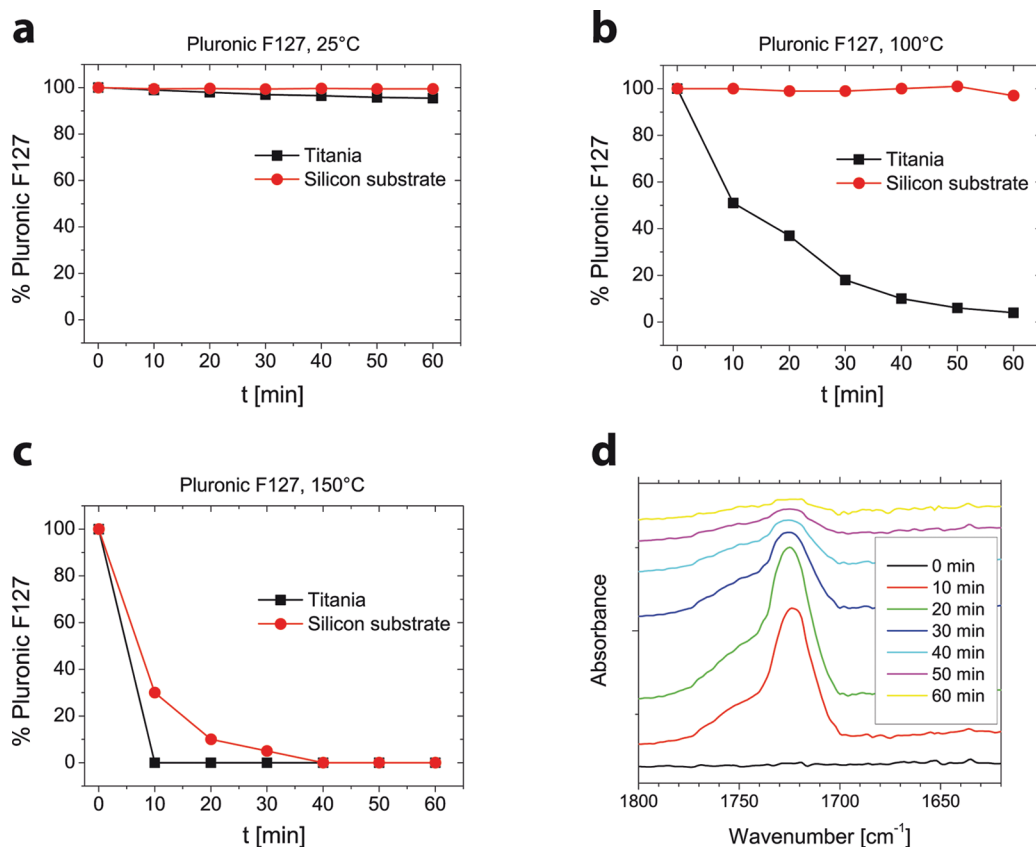 a
Pluronic F127, 25°C
% Pluronic F127
100
80
60
40
20
0
Titania
Silicon substrate
0 10 20 30 40 50 60
t [min]
b
Pluronic F127, 100°C
% Pluronic F127
100
80
60
40
20
0
Titania
Silicon substrate
0 10 20 30 40 50 60
t [min]
c
Pluronic F127, 150°C
% Pluronic F127
100
80
60
40
20
0
Titania
Silicon substrate
0 10 20 30 40 50 60
t [min]
d
Absorbance
0 min
10 min
20 min
30 min
40 min
50 min
60 min
1800 1750 1700 1650
Wavenumber [cm⁻¹]